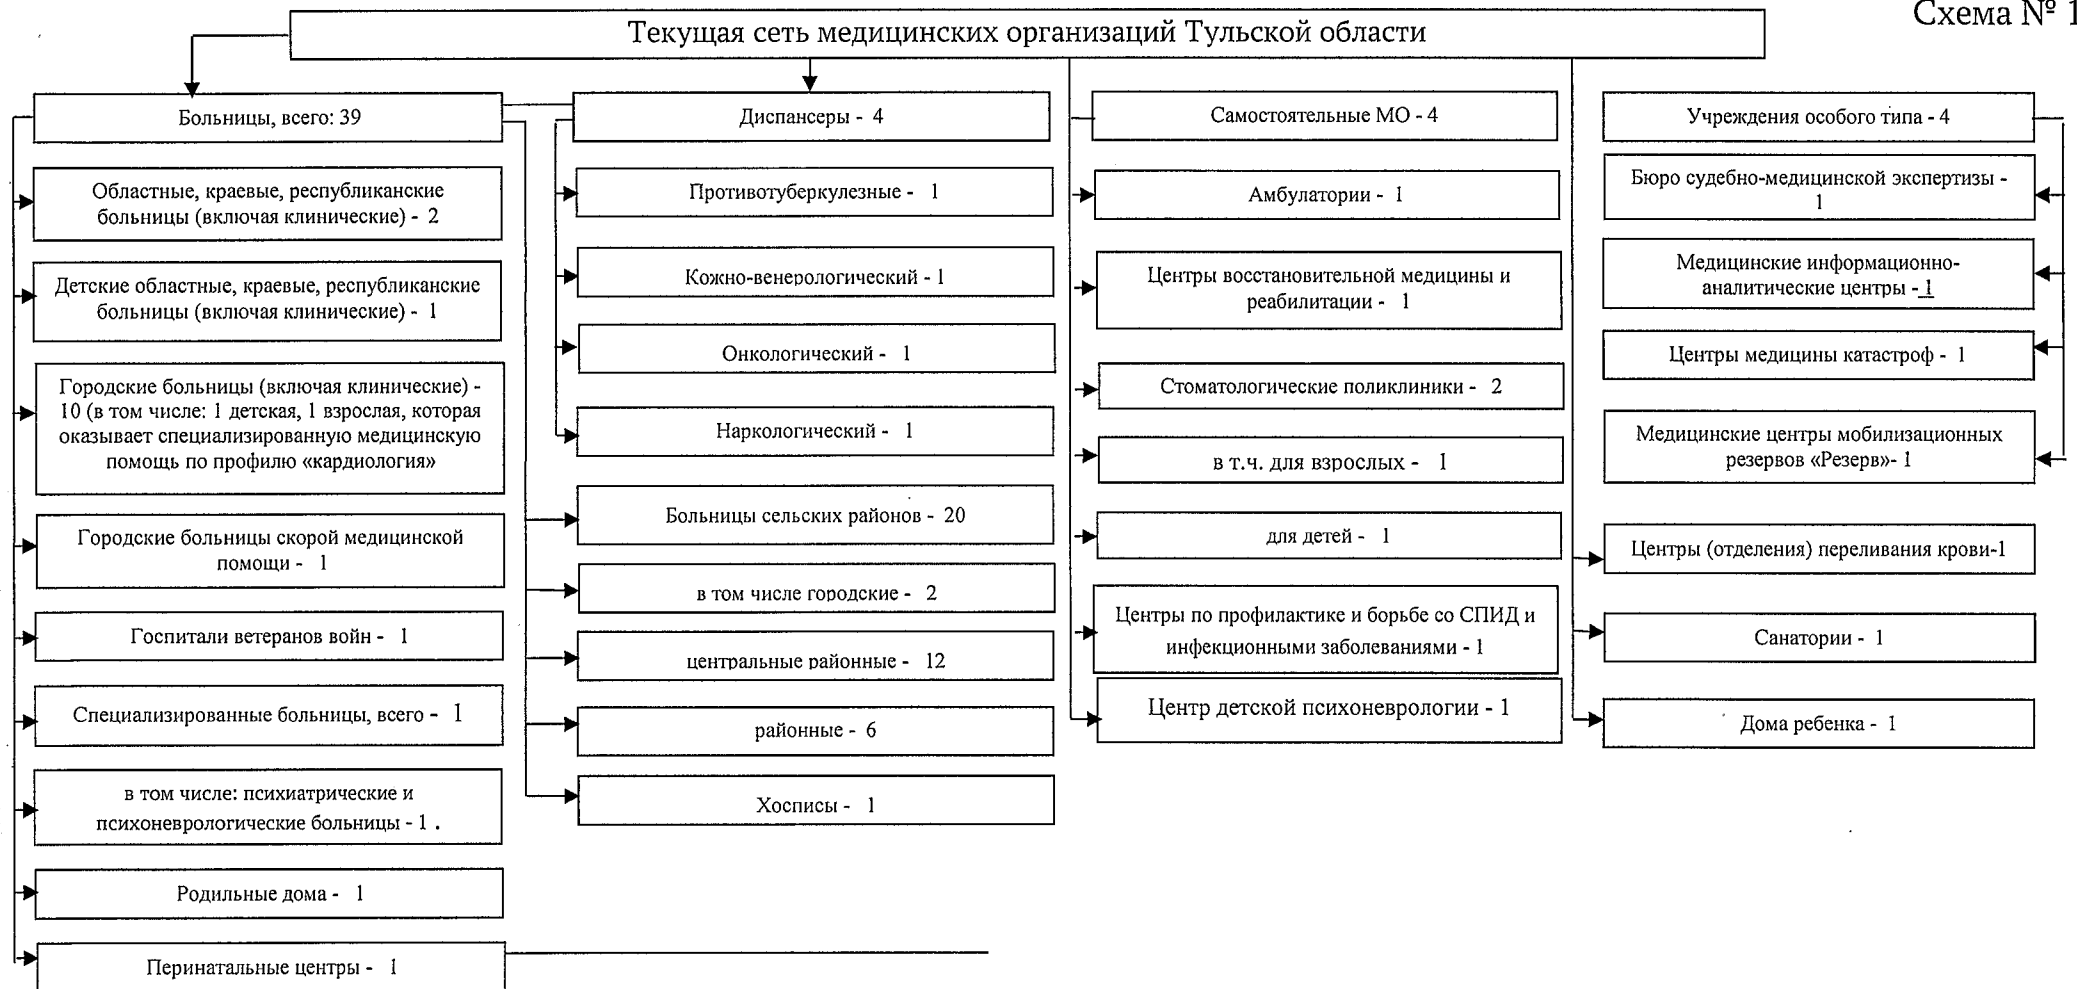 Схема № 1
Текущая сеть медицинских организаций Тульской области
Больницы, всего: 39
Областные, краевые, республиканские
больницы (включая клинические) - 2
Детские областные, краевые, республиканские
больницы (включая клинические) - 1
Городские больницы (включая клинические) -
10 (в том числе: 1 детская, 1 взрослая, которая
оказывает специализированную медицинскую
помощь по профилю «кардиология»
Городские больницы скорой медицинской
помощи - 1
Госпитали ветеранов войн - 1
Специализированные больницы, всего - 1
в том числе: психиатрические и
психоневрологические больницы - 1 .
Родильные дома - 1
Перинатальные центры - 1
Диспансеры - 4
Противотуберкулезные - 1
Кожно-венерологический - 1
Онкологический - 1
Наркологический - 1
Больницы сельских районов - 20
в том числе городские - 2
центральные районные - 12
районные - 6
Хосписы - 1
Самостоятельные МО - 4
Амбулатории - 1
Центры восстановительной медицины и
реабилитации - 1
Стоматологические поликлиники - 2
в т.ч. для взрослых - 1
для детей - 1
Центры по профилактике и борьбе со СПИД и
инфекционными заболеваниями - 1
Центр детской психоневрологии - 1
Учреждения особого типа - 4
Бюро судебно-медицинской экспертизы -
1
Медицинские информационно-
аналитические центры - 1
Центры медицины катастроф - 1
Медицинские центры мобилизационных
резервов «Резерв»- 1
Центры (отделения) переливания крови-1
Санатории - 1
Дома ребенка - 1